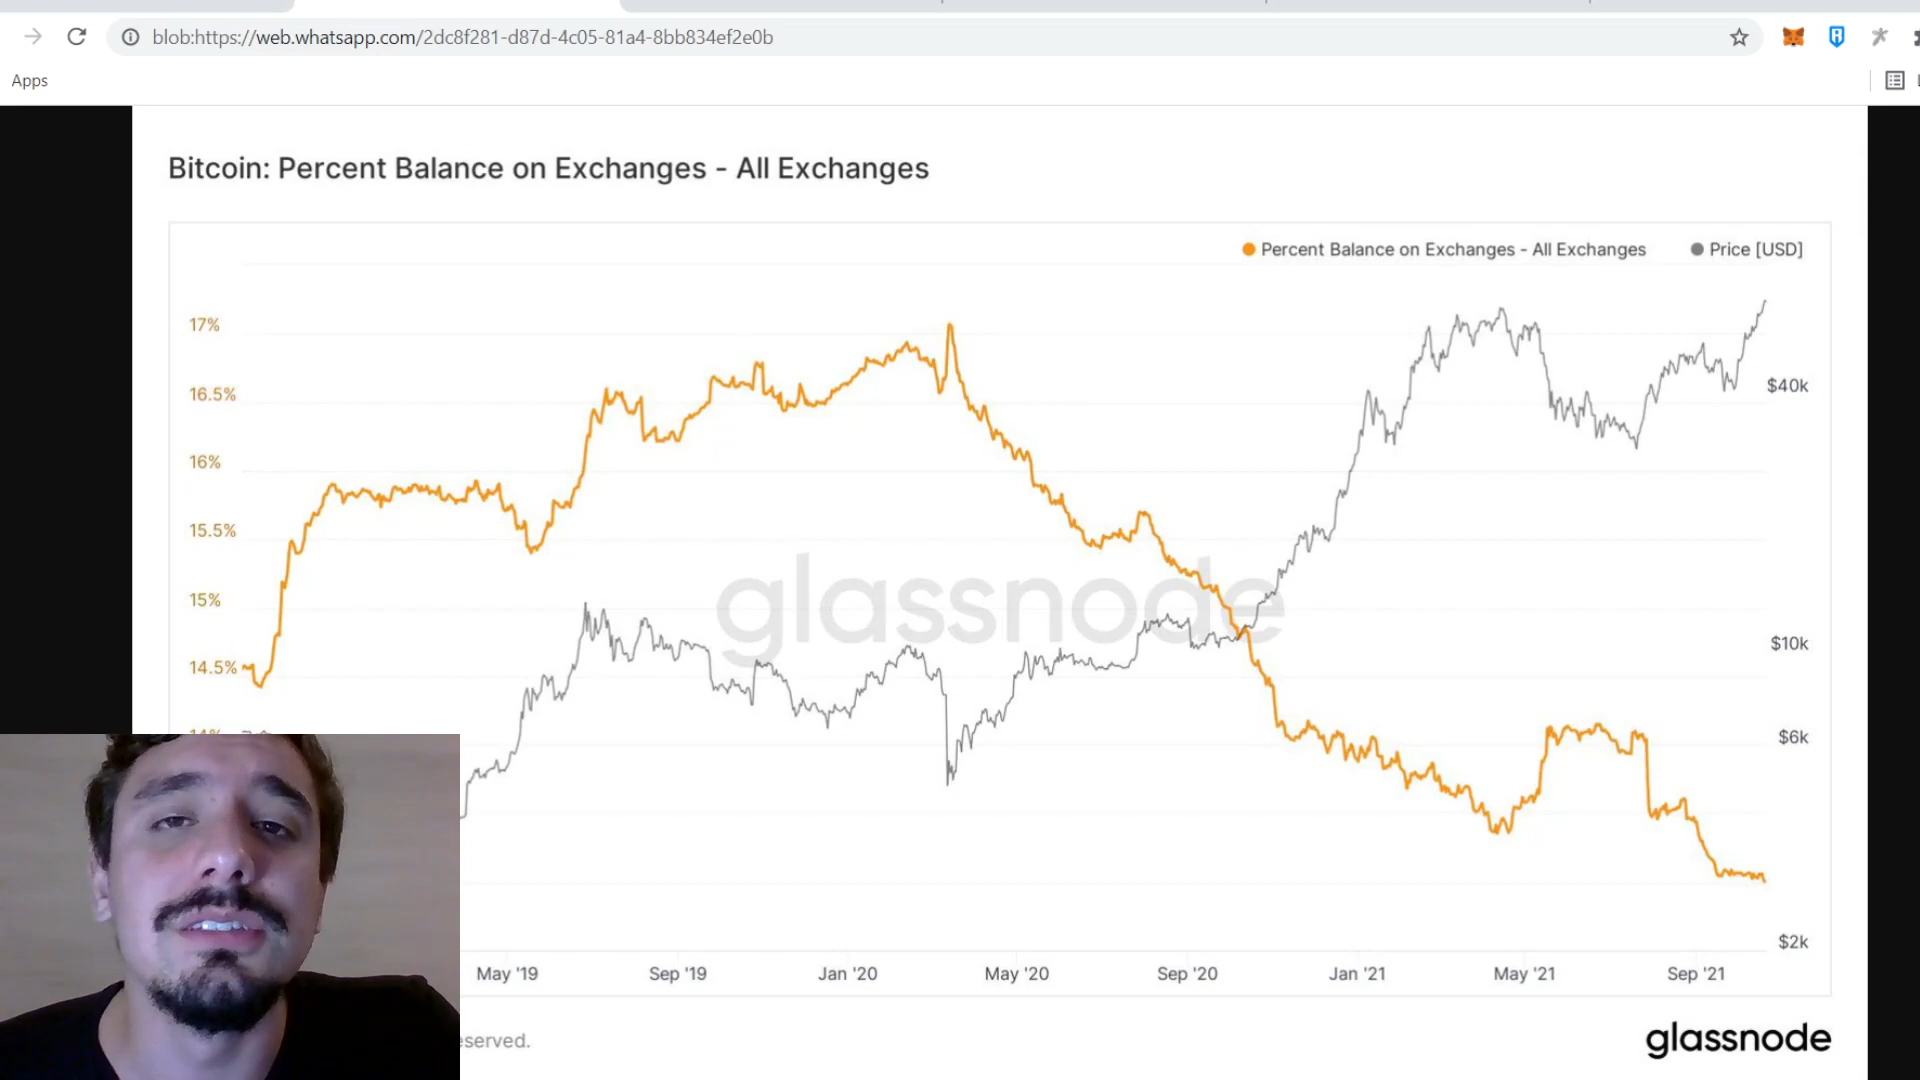 blob:https://web.whatsapp.com/2dc8f281-d87d-4c05-81a4-8bb834ef2e0b
Apps
Bitcoin: Percent Balance on Exchanges - All Exchanges
Percent Balance on Exchanges - All Exchanges
Price [USD]
17%
16.5%
16%
15.5%
15%
14.5%
$40k
$10k
$6k
$2k
glassnode
May '19
Sep '19
Jan '20
May '20
Sep '20
Jan '21
May '21
Sep '21
eserved.
glassnode